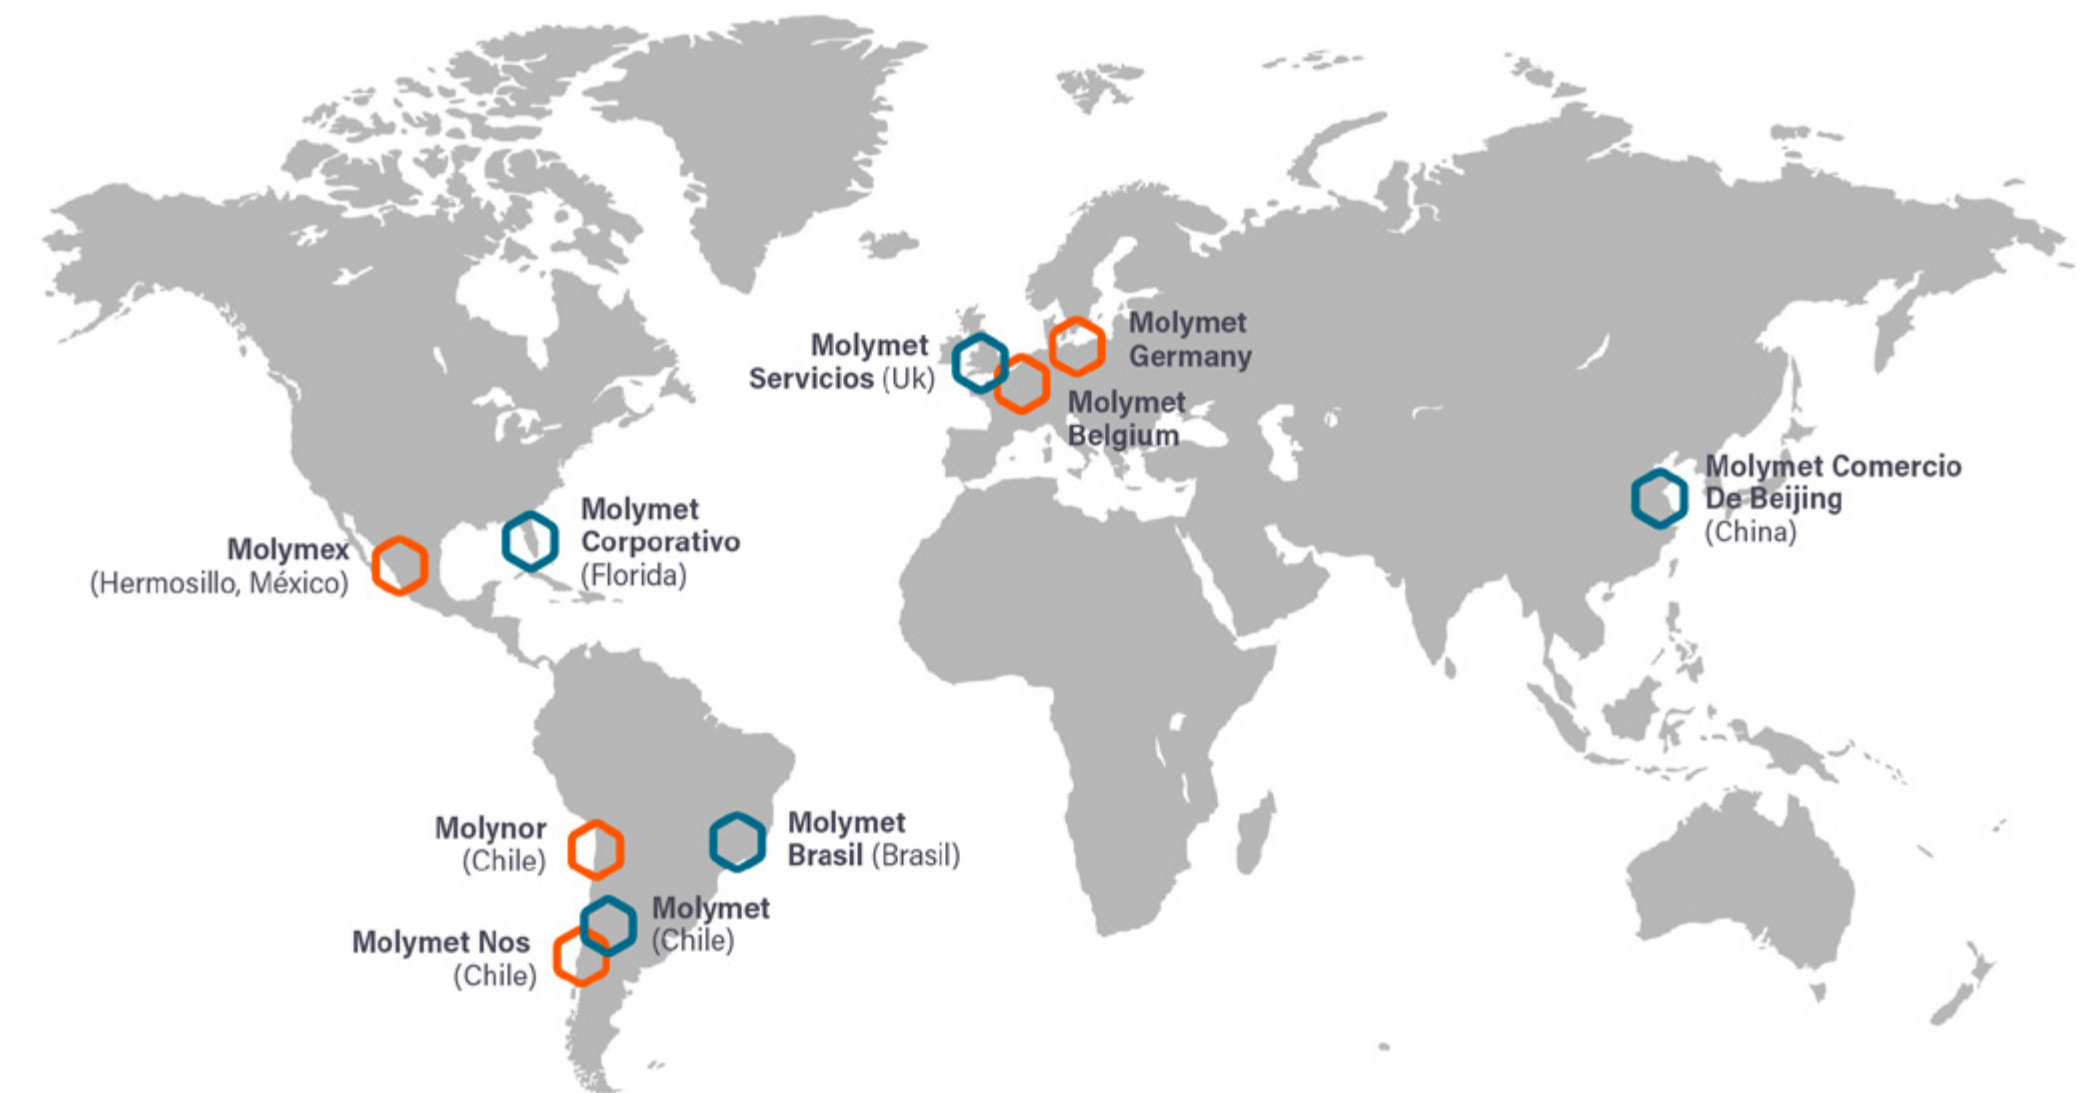 Molymet
Germany
Molymet
Servicios (Uk)
Molymet
Belgium
Molymet Comercio
De Beijing
(China)
Molymet
Corporativo
(Florida)
Molymex
(Hermosillo, México)
Molymet
Brasil (Brasil)
Molynor
(Chile)
Molymet
(Chile)
Molymet Nos
(Chile)